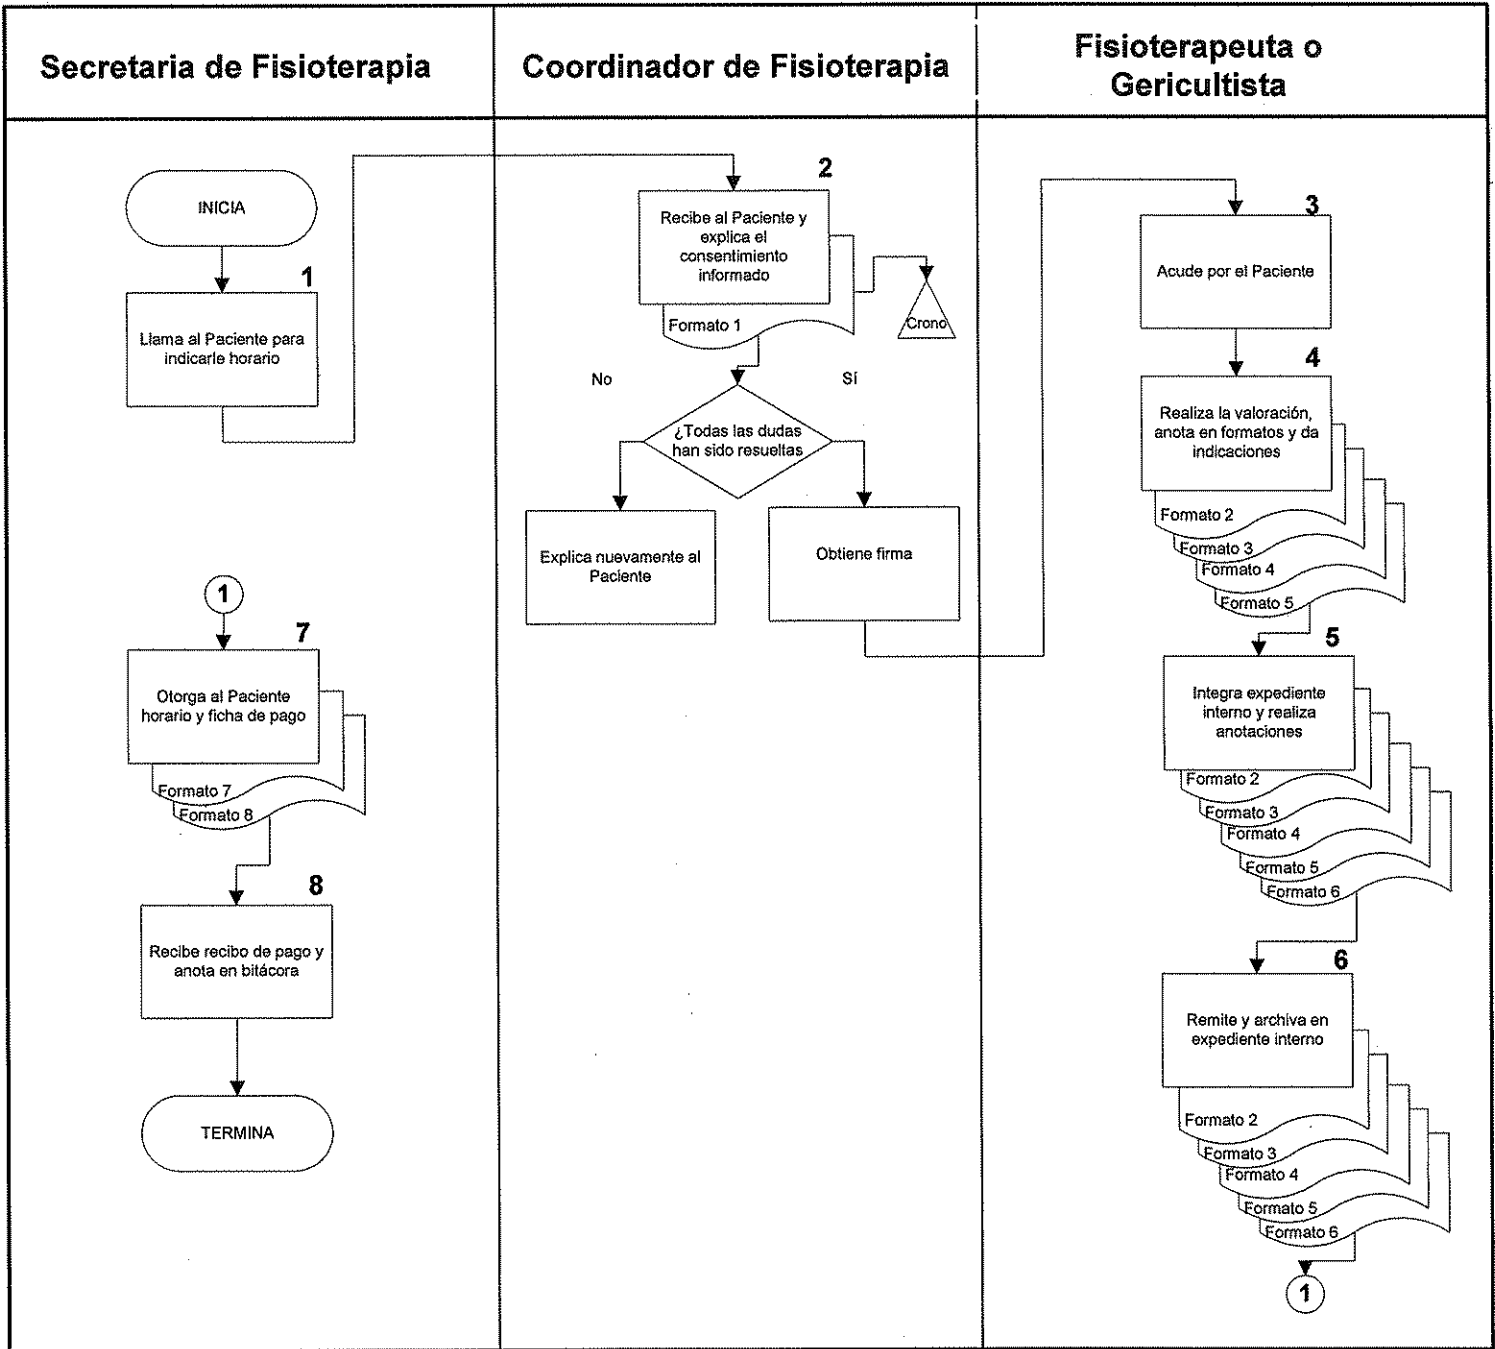 Secretaria de Fisioterapia
Coordinador de Fisioterapia
Fisioterapeuta o
Gericultista
INICIA
1
Llama al Paciente para
indicarle horario
2
Recibe al Paciente y
explica el
consentimiento
informado
Formato 1
Crono
No
Sí
¿Todas las dudas
han sido resueltas
Explica nuevamente al
Paciente
Obtiene firma
3
Acude por el Paciente
4
Realiza la valoración,
anota en formatos y da
indicaciones
Formato 2
Formato 3
Formato 4
Formato 5
5
Integra expediente
interno y realiza
anotaciones
Formato 2
Formato 3
Formato 4
Formato 5
Formato 6
6
Remite y archiva en
expediente interno
Formato 2
Formato 3
Formato 4
Formato 5
Formato 6
1
1
7
Otorga al Paciente
horario y ficha de pago
Formato 7
Formato 8
8
Recibe recibo de pago y
anota en bitácora
TERMINA